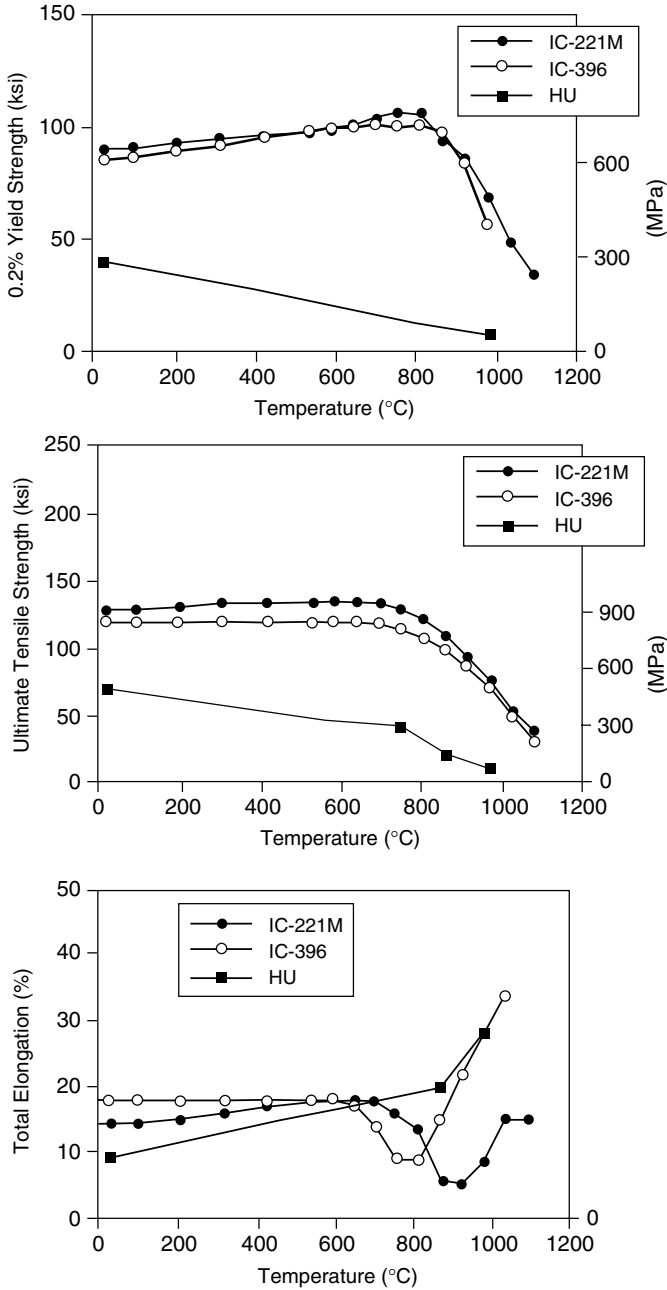 150
100
50
0
0.2% Yield Strength (ksi)
IC-221M
IC-396
HU
600
300
0
(MPa)
0 200 400 600 800 1000 1200
Temperature (°C)
250
200
150
100
50
0
Ultimate Tensile Strength (ksi)
IC-221M
IC-396
HU
900
600
300
0
(MPa)
0 200 400 600 800 1000 1200
Temperature (°C)
50
40
30
20
10
0
Total Elongation (%)
IC-221M
IC-396
HU
0
0 200 400 600 800 1000 1200
Temperature (°C)